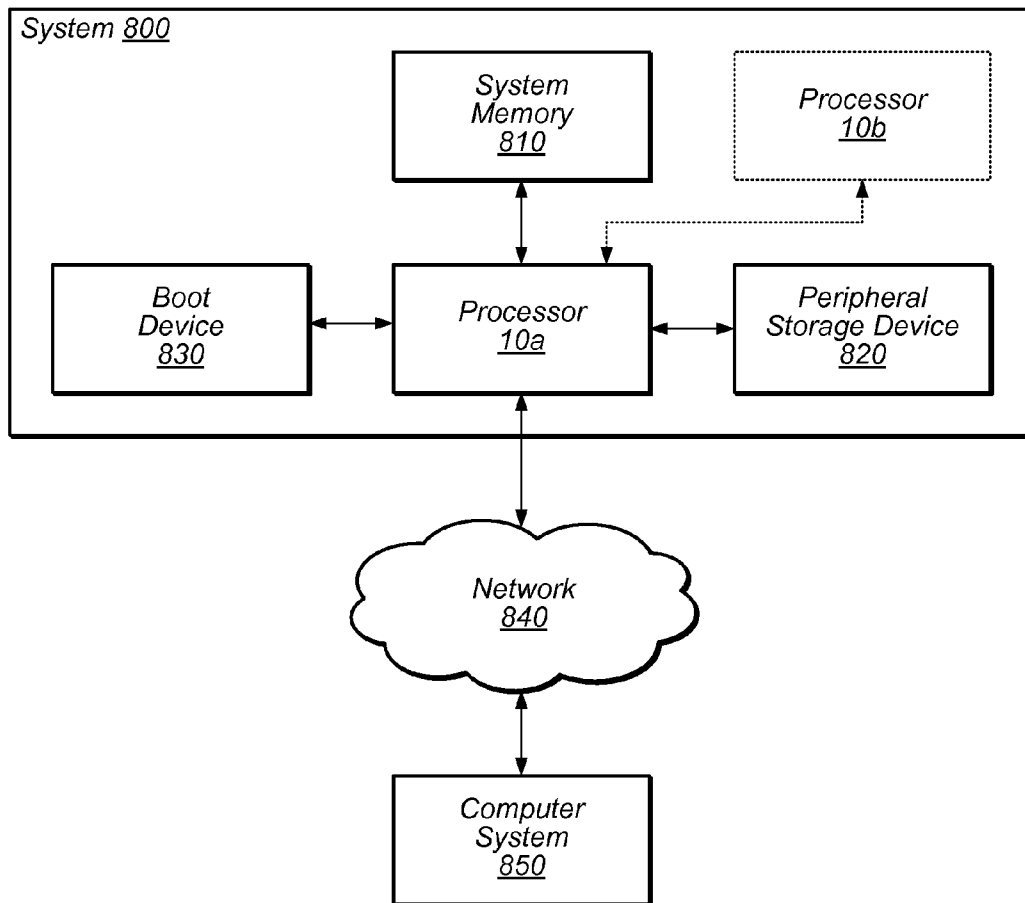 System 800
System
Memory
810
Processor
10b
Boot
Device
830
Processor
10a
Peripheral
Storage Device
820
Network
840
Computer
System
850